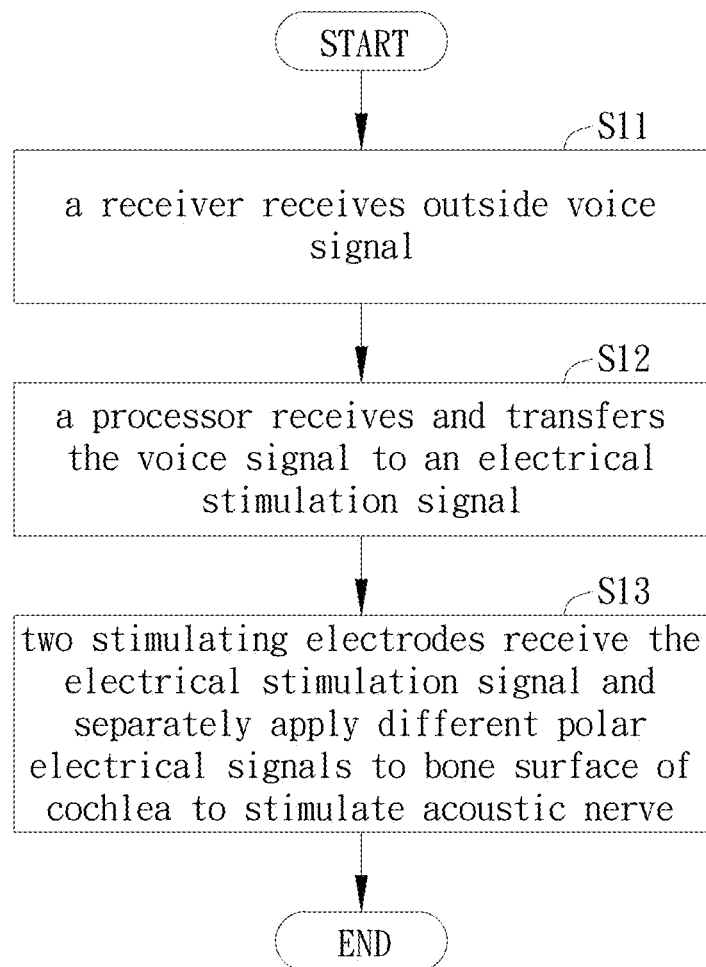 START
S11
a receiver receives outside voice
signal
S12
a processor receives and transfers
the voice signal to an electrical
stimulation signal
S13
two stimulating electrodes receive the
electrical stimulation signal and
separately apply different polar
electrical signals to bone surface of
cochlea to stimulate acoustic nerve
END